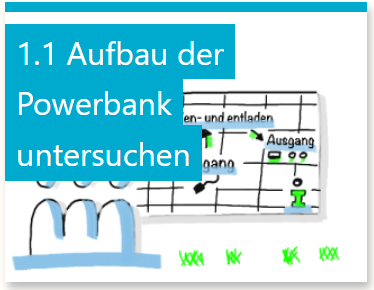 1.1 Aufbau der
Powerbank
untersuchen
en- und entladen
Ausgang
gang